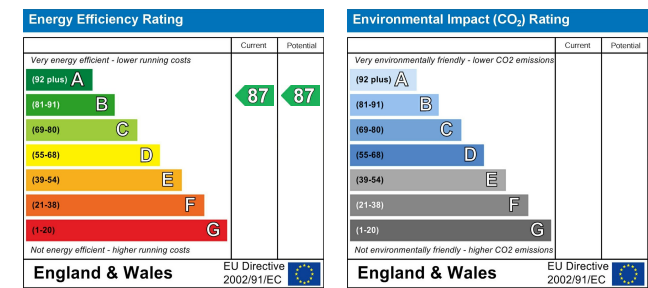 Energy Efficiency Rating
Current Potential
Very energy efficient - lower running costs
(92 plus) A
(81-91) B
87 87
(69-80) C
(55-68) D
(39-54) E
(21-38) F
(1-20) G
Not energy efficient - higher running costs
England & Wales
EU Directive
2002/91/EC
Environmental Impact (CO2) Rating
Current Potential
Very environmentally friendly - lower CO2 emissions
(92 plus) A
(81-91) B
(69-80) C
(55-68) D
(39-54) E
(21-38) F
(1-20) G
Not environmentally friendly - higher CO2 emissions
England & Wales
EU Directive
2002/91/EC